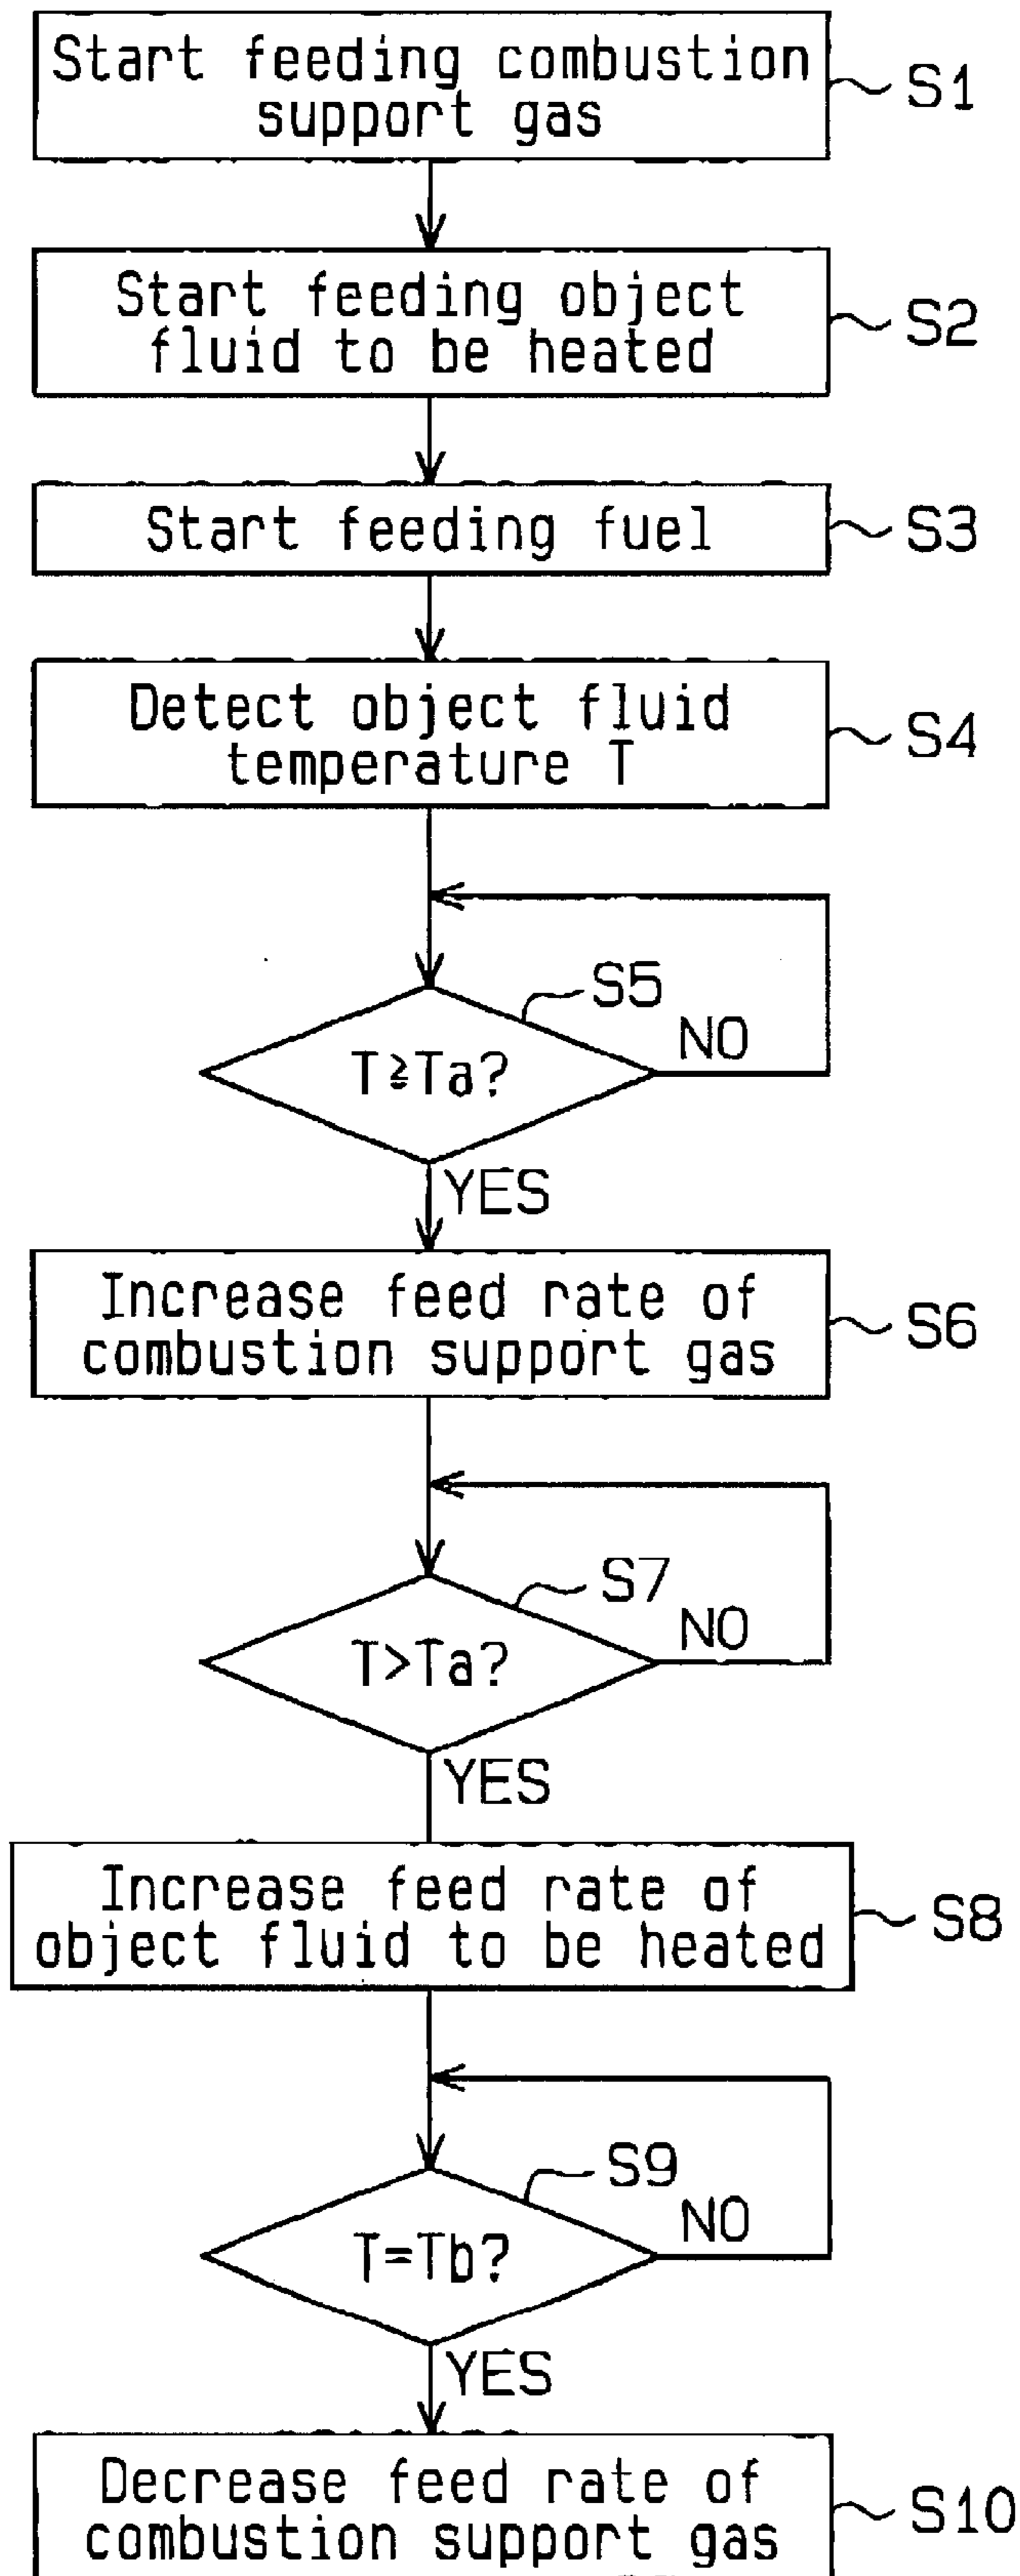 Start feeding combustion
support gas
S1
Start feeding object
fluid to be heated
S2
Start feeding fuel
S3
Detect object fluid
temperature T
S4
S5
NO
T≧Ta?
YES
Increase feed rate of
combustion support gas
S6
S7
NO
T>Ta?
YES
Increase feed rate of
object fluid to be heated
S8
S9
NO
T=Tb?
YES
Decrease feed rate of
combustion support gas
S10